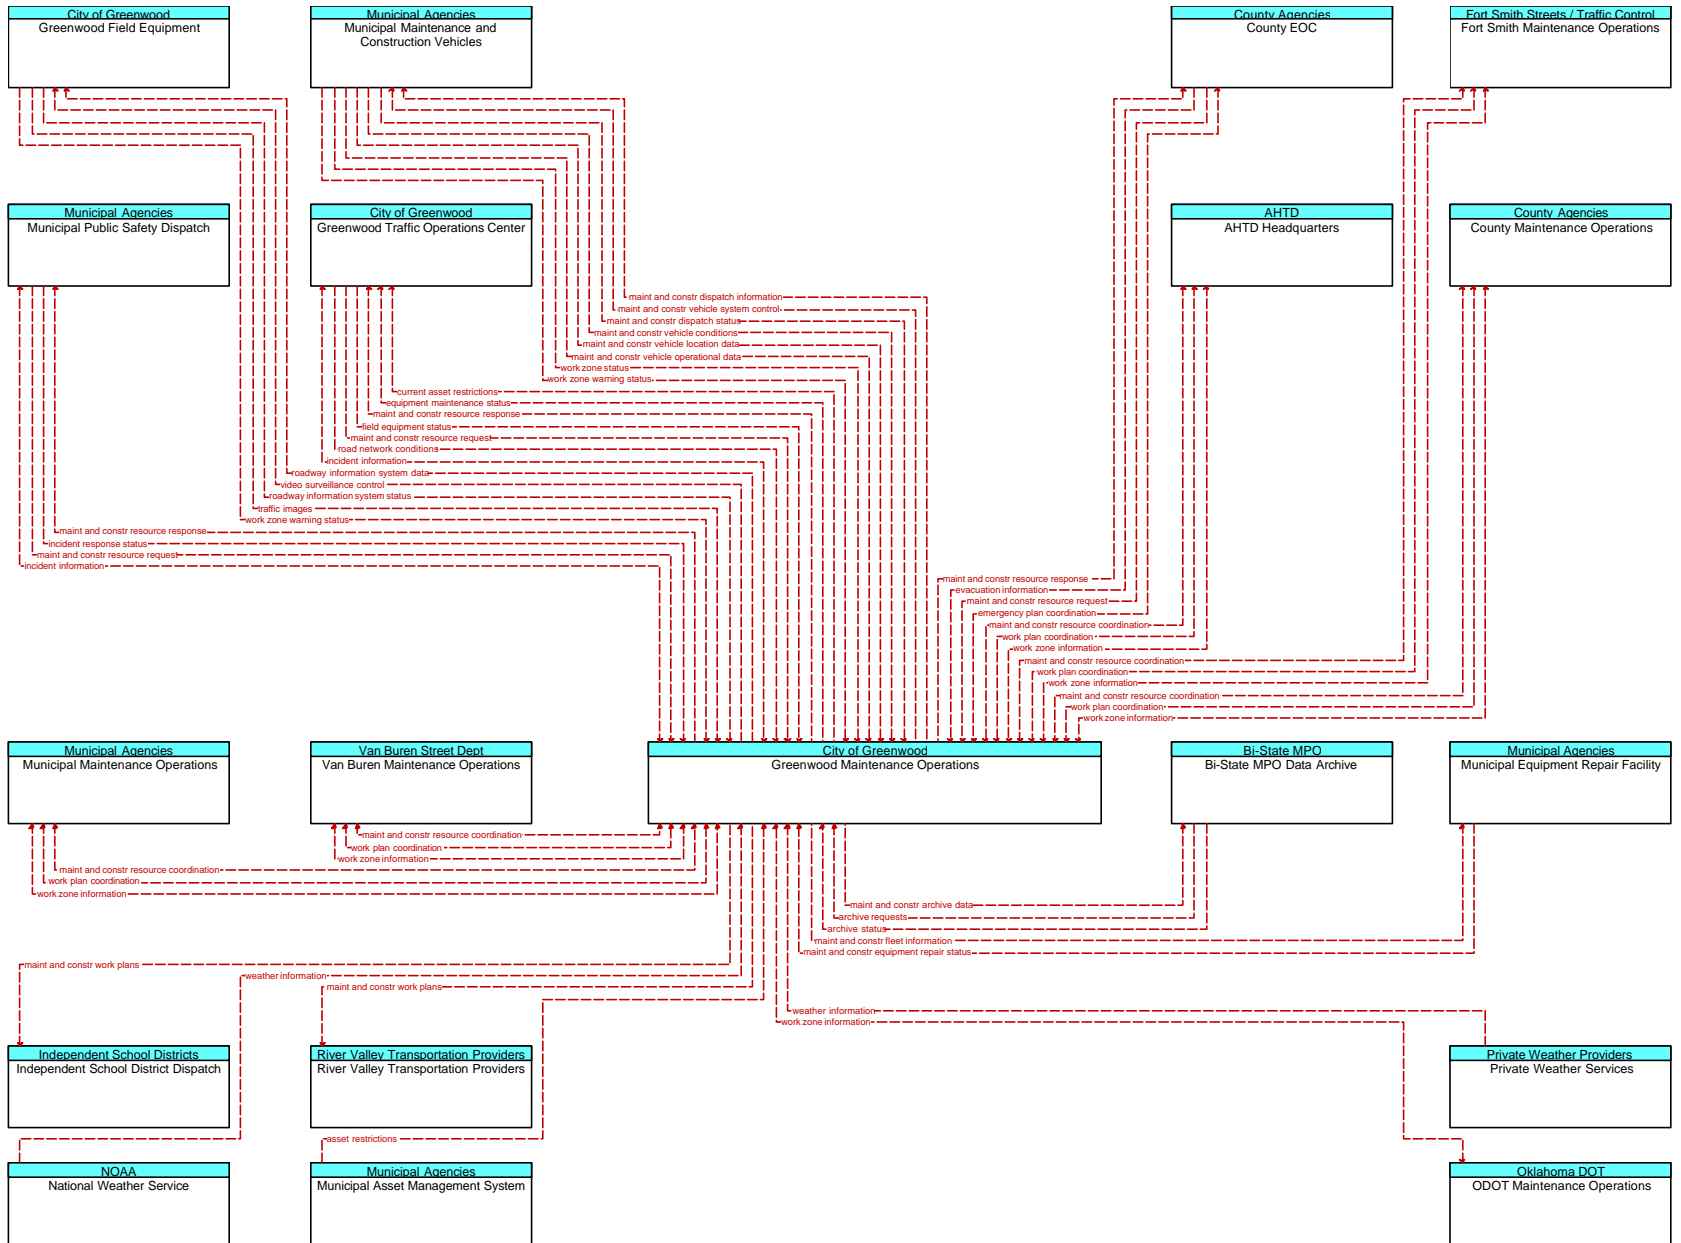 City of Greenwood
Greenwood Field Equipment
Municipal Agencies
Municipal Maintenance and
Construction Vehicles
County Agencies
County EOC
Fort Smith Streets / Traffic Control
Fort Smith Maintenance Operations
Municipal Agencies
Municipal Public Safety Dispatch
City of Greenwood
Greenwood Traffic Operations Center
AHTD
AHTD Headquarters
County Agencies
County Maintenance Operations
maint and constr dispatch information
maint and constr vehicle system control
maint and constr dispatch status
maint and constr vehicle conditions
maint and constr vehicle location data
maint and constr vehicle operational data
work zone status
work zone warning status
current asset restrictions
equipment maintenance status
maint and constr resource response
field equipment status
maint and constr resource request
road network conditions
incident information
roadway information system data
video surveillance control
roadway information system status
traffic images
work zone warning status
maint and constr resource response
incident response status
maint and constr resource request
incident information
maint and constr resource response
evacuation information
maint and constr resource request
emergency plan coordination
maint and constr resource coordination
work plan coordination
work zone information
maint and constr resource coordination
work plan coordination
work zone information
maint and constr resource coordination
work plan coordination
work zone information
Municipal Agencies
Municipal Maintenance Operations
Van Buren Street Dept
Van Buren Maintenance Operations
City of Greenwood
Greenwood Maintenance Operations
Bi-State MPO
Bi-State MPO Data Archive
Municipal Agencies
Municipal Equipment Repair Facility
maint and constr resource coordination
work plan coordination
work zone information
maint and constr resource coordination
work plan coordination
work zone information
maint and constr archive data
archive requests
archive status
maint and constr fleet information
maint and constr equipment repair status
maint and constr work plans
weather information
maint and constr work plans
weather information
work zone information
Independent School Districts
Independent School District Dispatch
River Valley Transportation Providers
River Valley Transportation Providers
Private Weather Providers
Private Weather Services
asset restrictions
NOAA
National Weather Service
Municipal Agencies
Municipal Asset Management System
Oklahoma DOT
ODOT Maintenance Operations